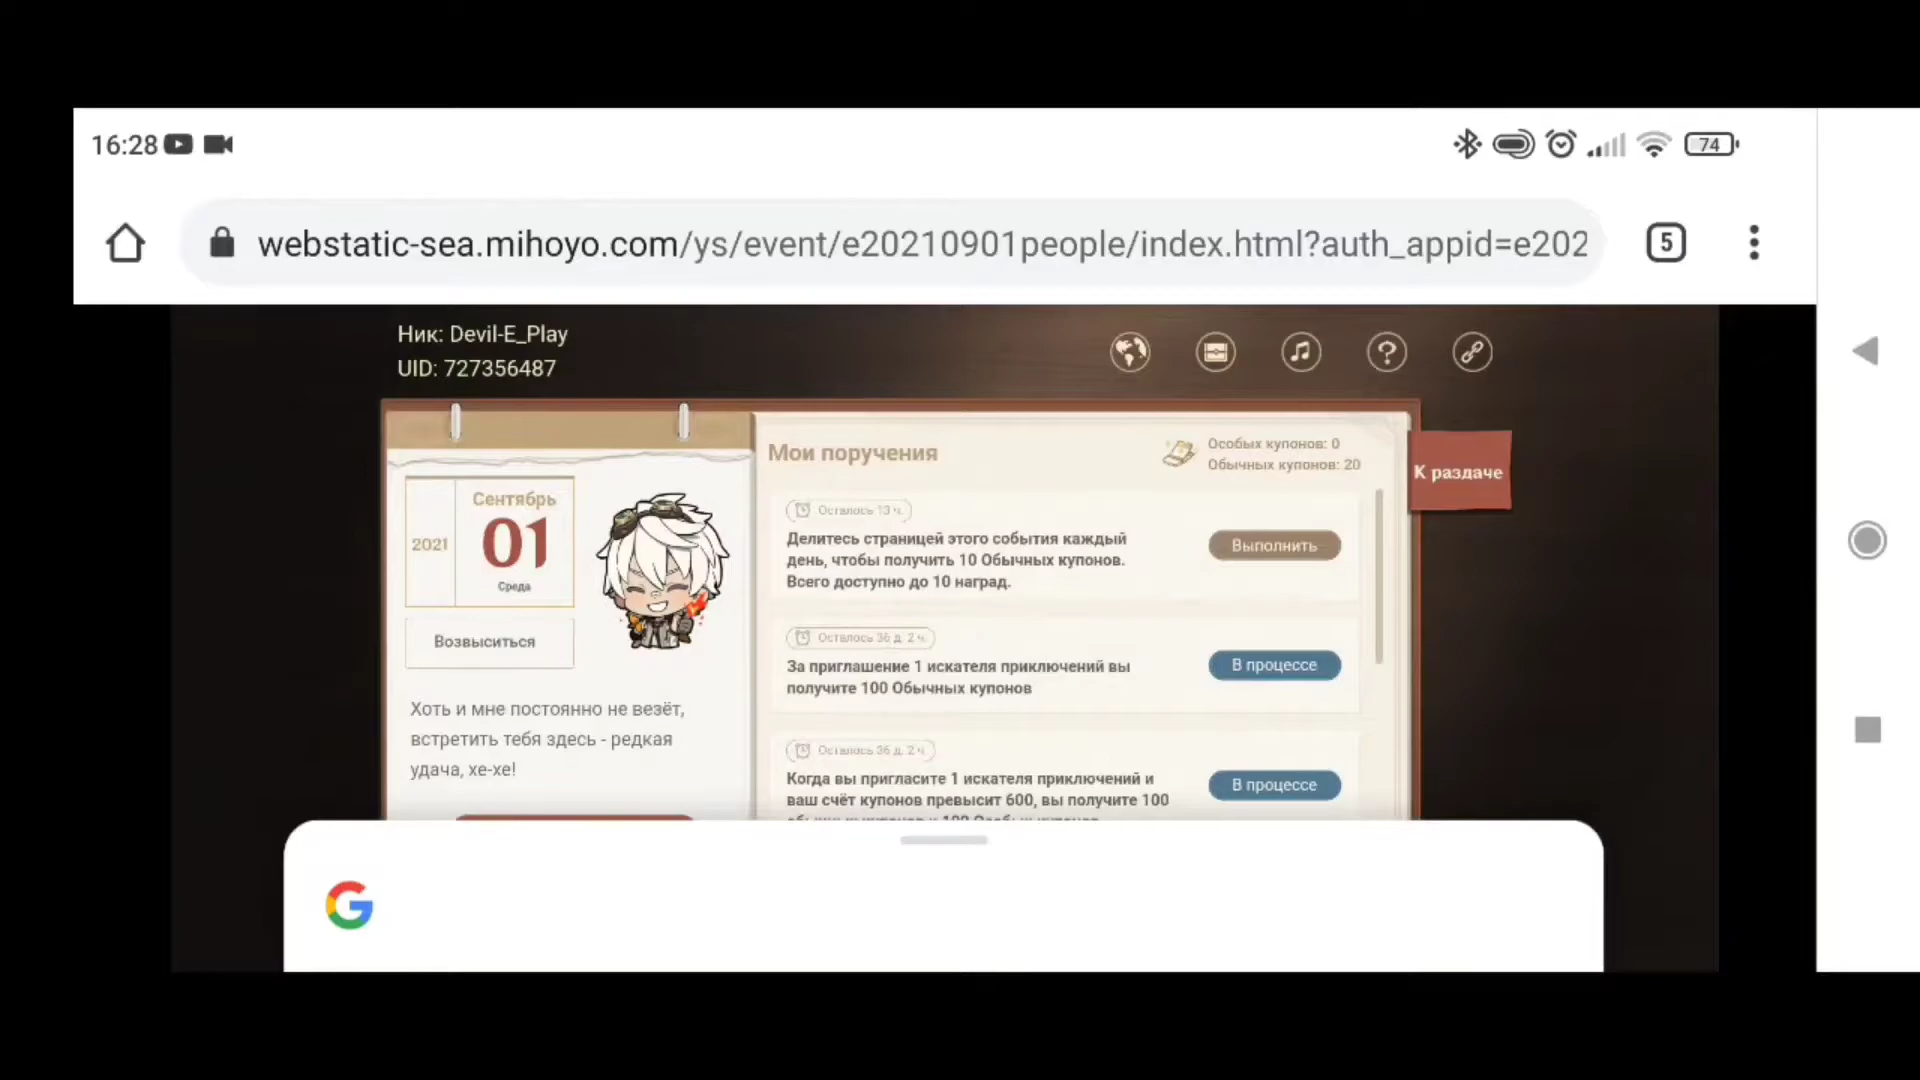 16:28
74
webstatic-sea.mihoyo.com/ys/event/e20210901people/index.html?auth_appid=e202
5
Ник: Devil-E_Play
UID: 727356487
Мои поручения
Особых купонов: 0
Обычных купонов: 20
К раздаче
Сентябрь
2021
01
Среда
Возвыситься
Хоть и мне постоянно не везёт,
встретить тебя здесь - редкая
удача, хе-хе!
Осталось 13 ч.
Делитесь страницей этого события каждый
день, чтобы получить 10 Обычных купонов.
Всего доступно до 10 наград.
Выполнить
Осталось 36 д. 2 ч.
За приглашение 1 искателя приключений вы
получите 100 Обычных купонов
В процессе
Осталось 36 д. 2 ч.
Когда вы пригласите 1 искателя приключений и
ваш счёт купонов превысит 600, вы получите 100
В процессе
G